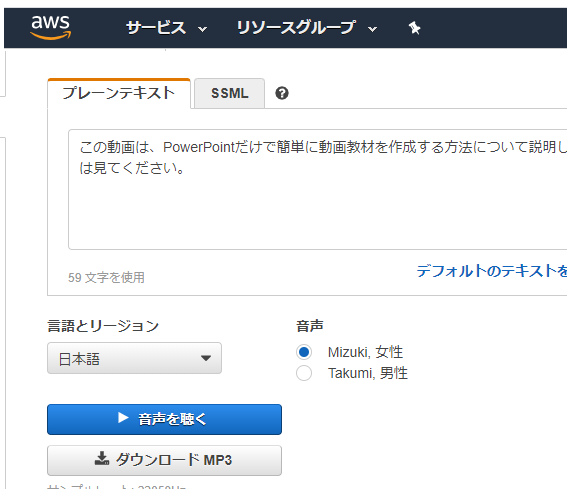 aws
サービス リソースグループ
プレーンテキスト SSML
この動画は、PowerPointだけで簡単に動画教材を作成する方法について説明し
は見てください。
59 文字を使用
デフォルトのテキストを
言語とリージョン 音声
日本語
Mizuki, 女性
Takumi, 男性
音声を聴く
ダウンロード MP3